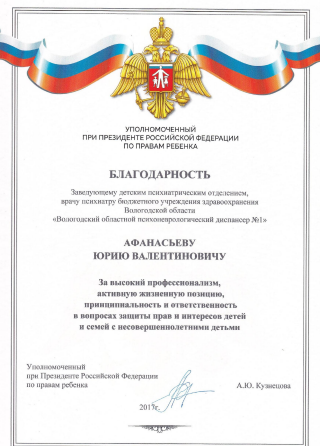 УПОЛНОМОЧЕННЫЙ
ПРИ ПРЕЗИДЕНТЕ РОССИЙСКОЙ ФЕДЕРАЦИИ
ПО ПРАВАМ РЕБЕНКА
БЛАГОДАРНОСТЬ
Заведующему детским психиатрическим отделением,
врачу психиатру бюджетного учреждения здравоохранения
Вологодской области
«Вологодский областной психоневрологический диспансер №1»
АФАНАСЬЕВУ
ЮРИЮ ВАЛЕНТИНОВИЧУ
За высокий профессионализм,
активную жизненную позицию,
принципиальность и ответственность
в вопросах защиты прав и интересов детей
и семей с несовершеннолетними детьми
Уполномоченный
при Президенте Российской Федерации
по правам ребенка
А.Ю. Кузнецова
2017г.